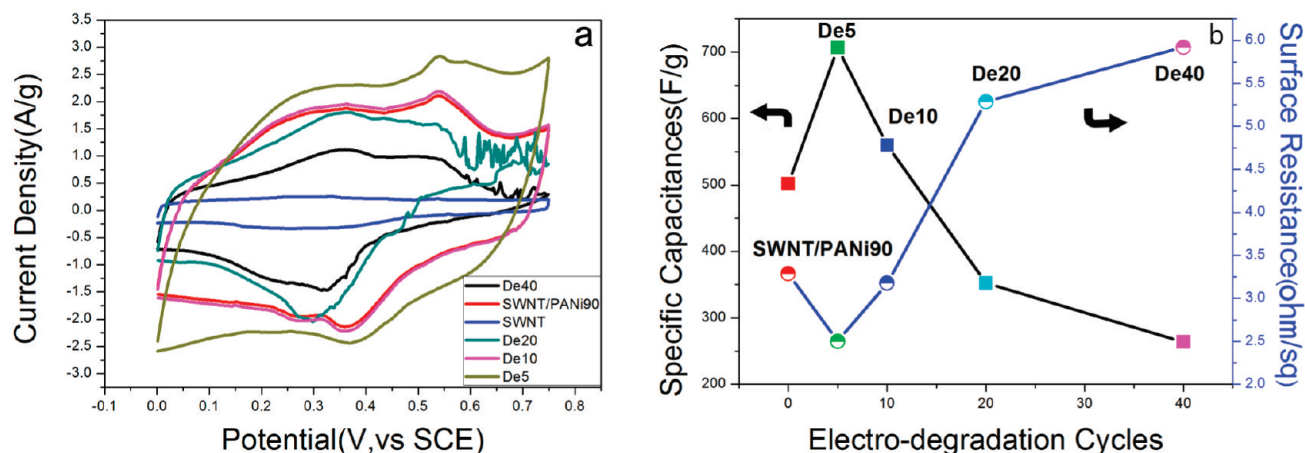 a
Current Density(A/g)
3.5
3.0
2.5
2.0
1.5
1.0
0.5
0.0
-0.5
-1.0
-1.5
-2.0
-2.5
-3.0
De40
SWNT/PANi90
SWNT
De20
De10
De5
-0.1 0.0 0.1 0.2 0.3 0.4 0.5 0.6 0.7 0.8
Potential(V,vs SCE)
b
Specific Capacitances(F/g)
700
600
500
400
300
200
De5
De10
De20
De40
SWNT/PANi90
6.0
5.5
5.0
4.5
4.0
3.5
3.0
2.5
2.0
Surface Resistance(ohm/sq)
0 10 20 30 40
Electro-degradation Cycles